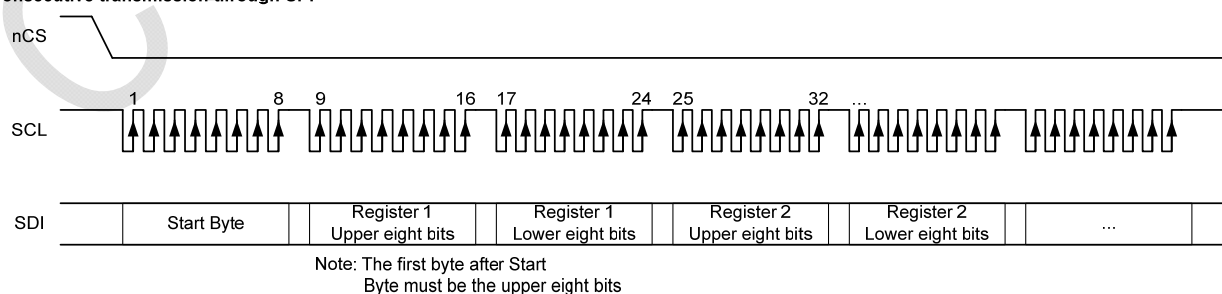 nCS
1 8 9 16 17 24 25 32 ...
SCL
SDI
Start Byte
Register 1
Upper eight bits
Register 1
Lower eight bits
Register 2
Upper eight bits
Register 2
Lower eight bits
...
Note: The first byte after Start
Byte must be the upper eight bits